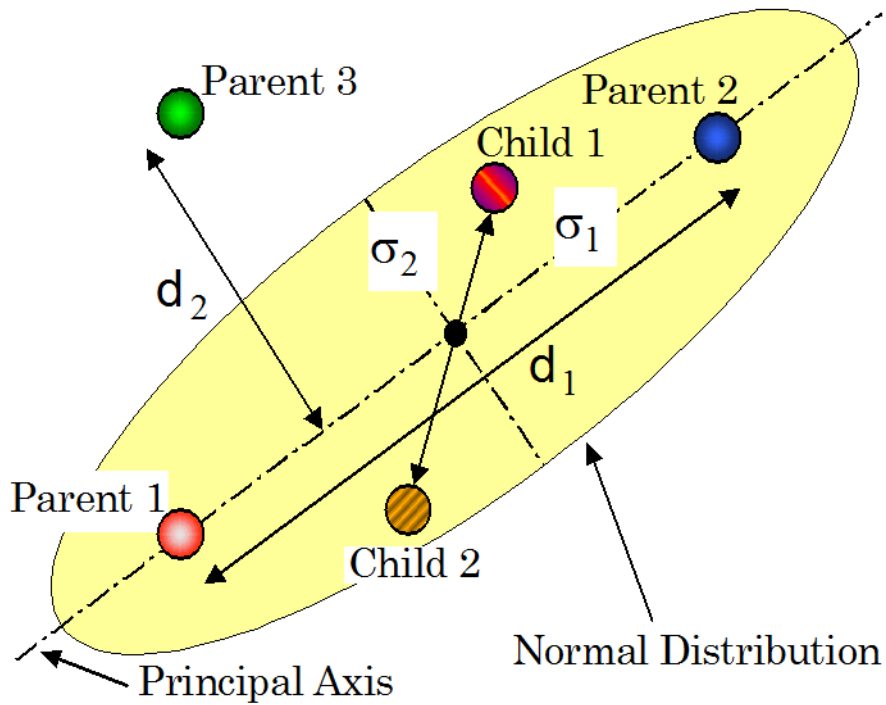 Parent 3
Parent 2
Child 1
σ1
σ2
d2
d1
Parent 1
Child 2
Normal Distribution
Principal Axis